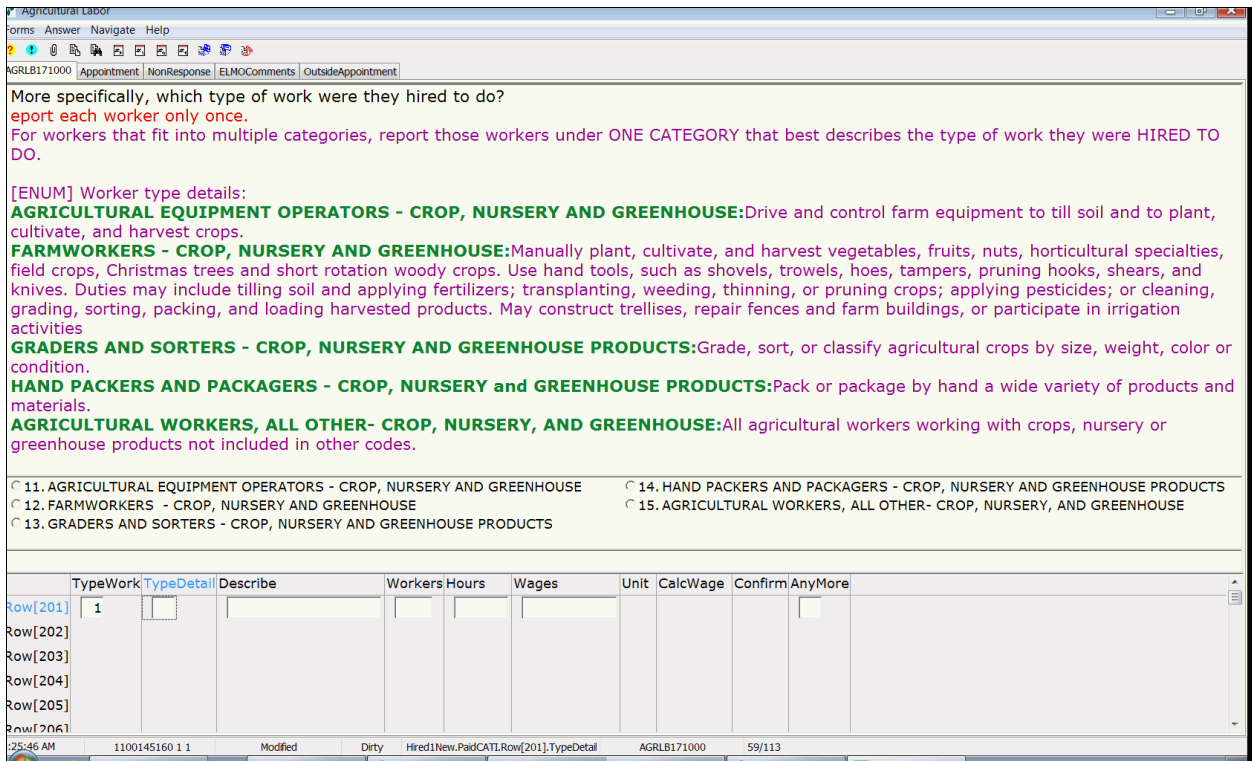 Agricultural Labor
Forms Answer Navigate Help
AGRLB171000 Appointment NonResponse ELMOComments OutsideAppointment
More specifically, which type of work were they hired to do?
eport each worker only once.
For workers that fit into multiple categories, report those workers under ONE CATEGORY that best describes the type of work they were HIRED TO
DO.
[ENUM] Worker type details:
AGRICULTURAL EQUIPMENT OPERATORS - CROP, NURSERY AND GREENHOUSE:Drive and control farm equipment to till soil and to plant,
cultivate, and harvest crops.
FARMWORKERS - CROP, NURSERY AND GREENHOUSE:Manually plant, cultivate, and harvest vegetables, fruits, nuts, horticultural specialties,
field crops, Christmas trees and short rotation woody crops. Use hand tools, such as shovels, trowels, hoes, tampers, pruning hooks, shears, and
knives. Duties may include tilling soil and applying fertilizers; transplanting, weeding, thinning, or pruning crops; applying pesticides; or cleaning,
grading, sorting, packing, and loading harvested products. May construct trellises, repair fences and farm buildings, or participate in irrigation
activities
GRADERS AND SORTERS - CROP, NURSERY AND GREENHOUSE PRODUCTS:Grade, sort, or classify agricultural crops by size, weight, color or
condition.
HAND PACKERS AND PACKAGERS - CROP, NURSERY and GREENHOUSE PRODUCTS:Pack or package by hand a wide variety of products and
materials.
AGRICULTURAL WORKERS, ALL OTHER- CROP, NURSERY, AND GREENHOUSE:All agricultural workers working with crops, nursery or
greenhouse products not included in other codes.
11. AGRICULTURAL EQUIPMENT OPERATORS - CROP, NURSERY AND GREENHOUSE
12. FARMWORKERS - CROP, NURSERY AND GREENHOUSE
13. GRADERS AND SORTERS - CROP, NURSERY AND GREENHOUSE PRODUCTS
14. HAND PACKERS AND PACKAGERS - CROP, NURSERY AND GREENHOUSE PRODUCTS
15. AGRICULTURAL WORKERS, ALL OTHER- CROP, NURSERY, AND GREENHOUSE
TypeWork TypeDetail Describe Workers Hours Wages Unit CalcWage Confirm AnyMore
Row[201] 1
Row[202]
Row[203]
Row[204]
Row[205]
Row[206]
:25:46 AM 1100145160 1 1 Modified Dirty Hired1New.PaidCATI.Row[201].TypeDetail AGRLB171000 59/113